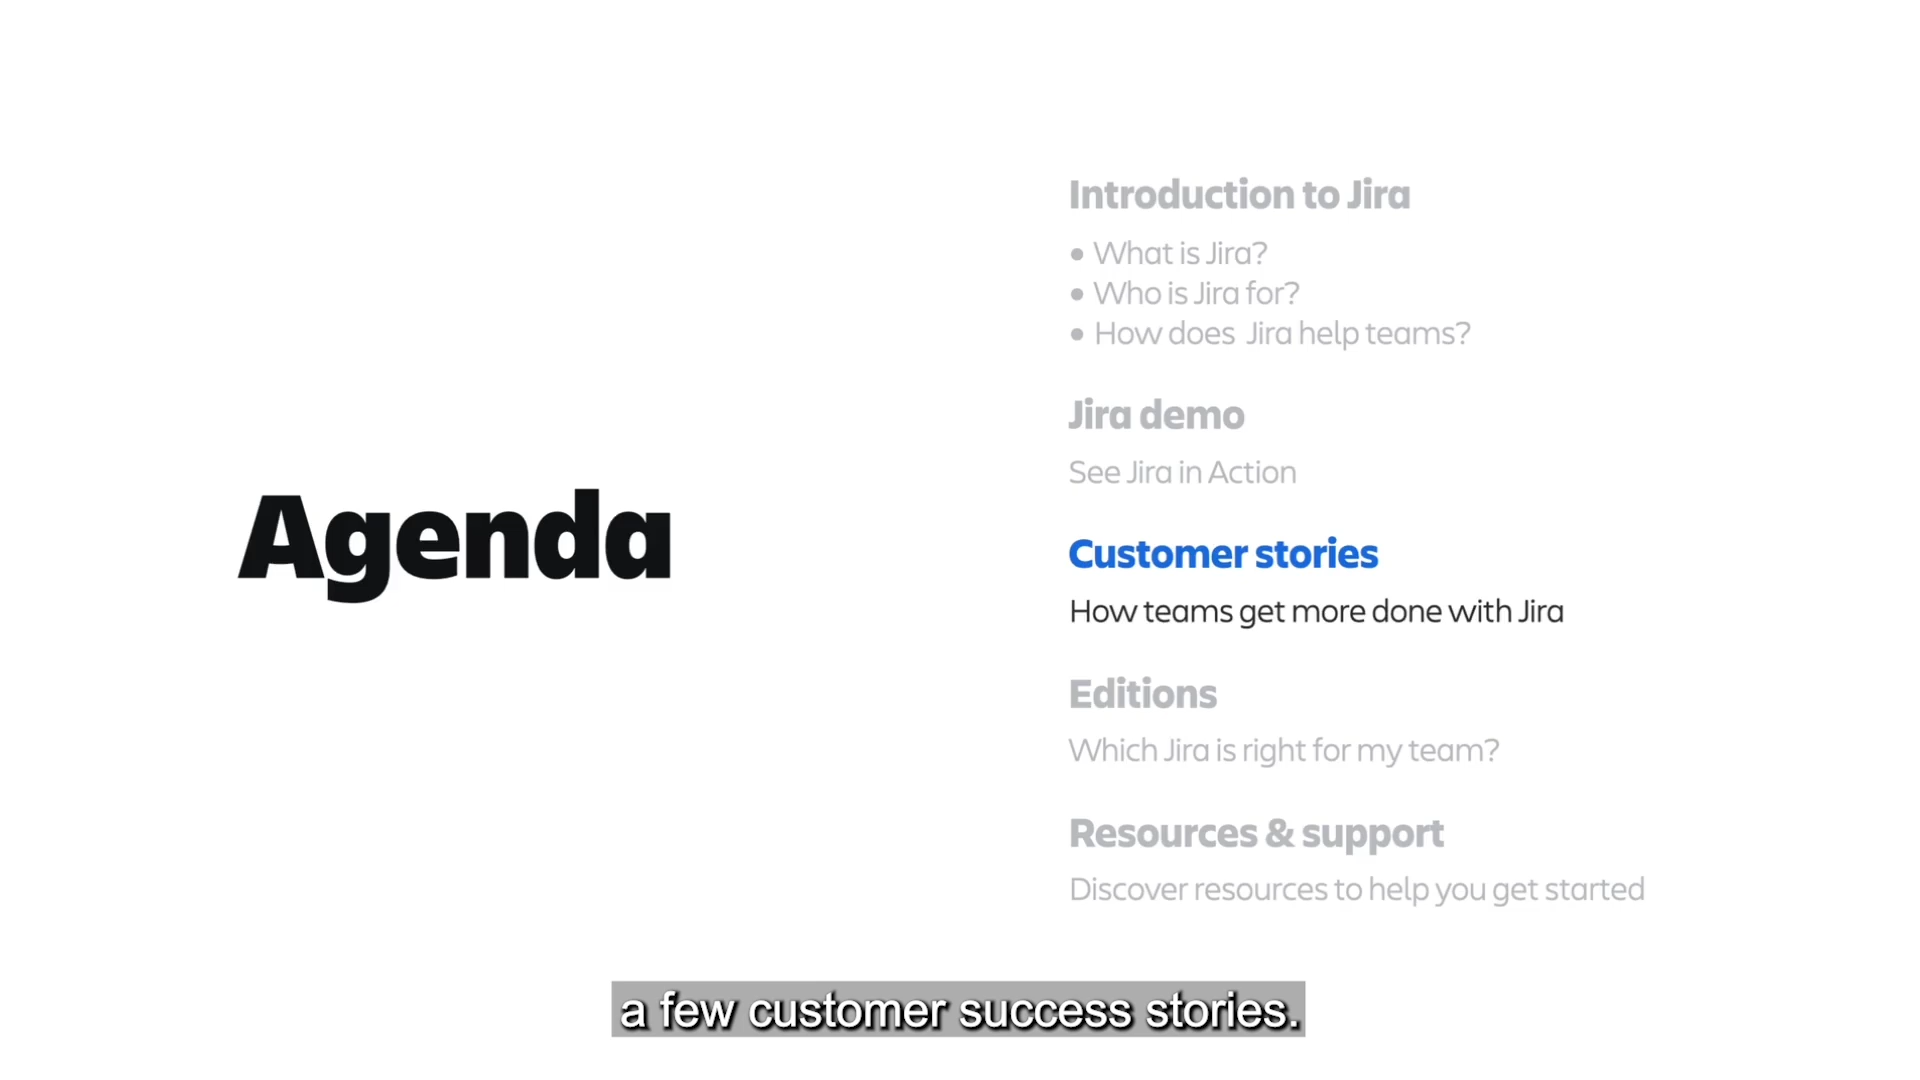 Agenda
Introduction to Jira
• What is Jira?
• Who is Jira for?
• How does Jira help teams?
Jira demo
See Jira in Action
Customer stories
How teams get more done with Jira
Editions
Which Jira is right for my team?
Resources & support
Discover resources to help you get started
a few customer success stories.